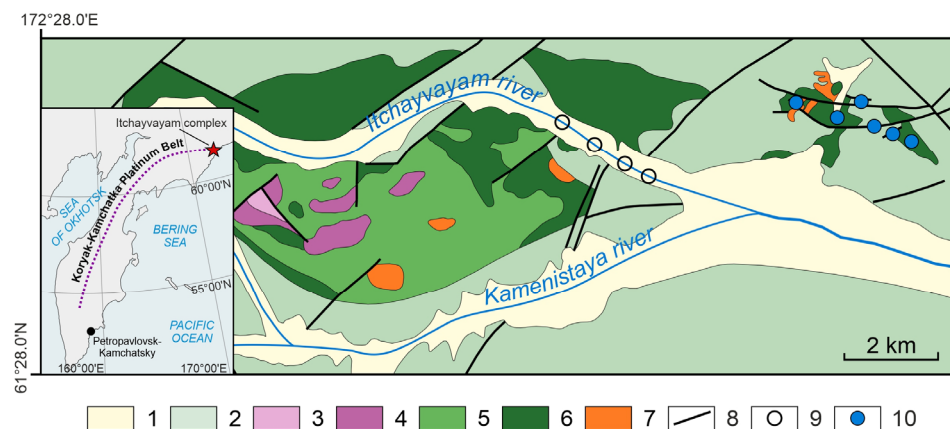 172°28.0'E
Itchayvayam river
Itchayvayam complex
Koryak-Kamchatka Platinum Belt
60°00'N
SEA
OF OKHOTSK
BERING
SEA
55°00'N
Kamenistaya river
PACIFIC
OCEAN
Petropavlovsk-
Kamchatsky
160°00'E
170°00'E
61°28.0'N
2 km
1 2 3 4 5 6 7 8 9 10